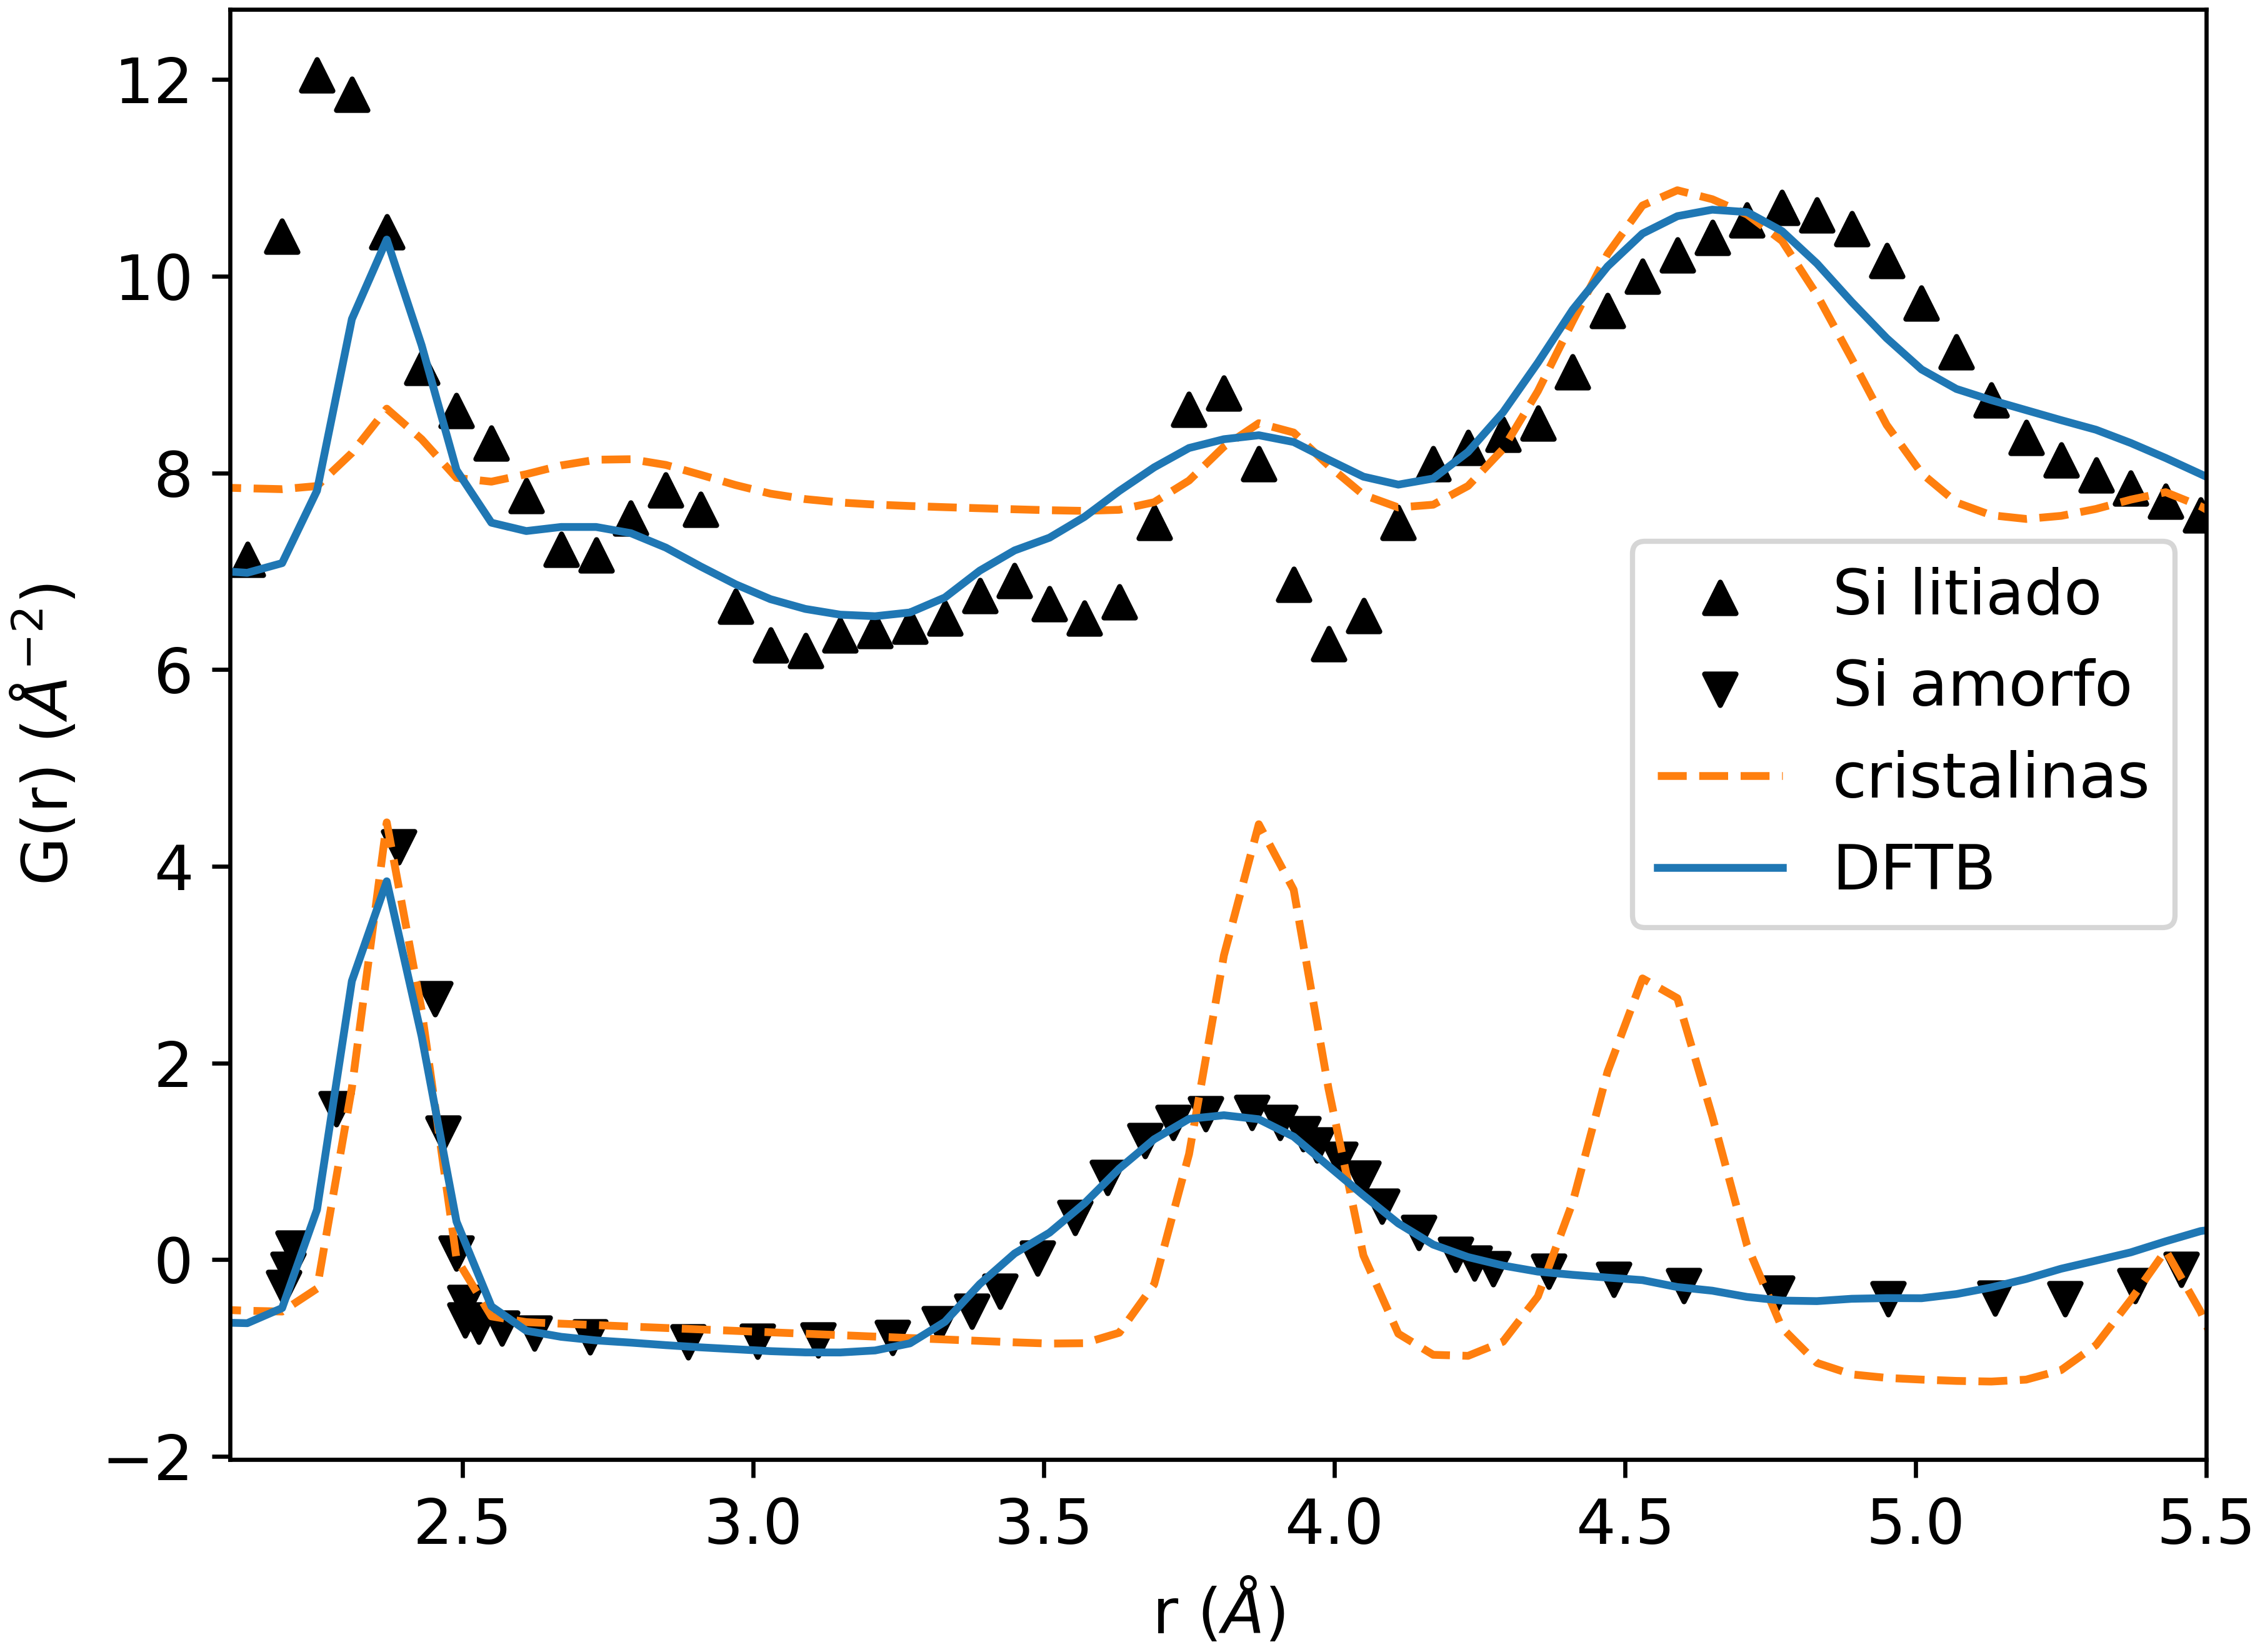 G(r) (Å⁻²)
12
10
8
6
4
2
0
−2
Si litiado
Si amorfo
cristalinas
DFTB
2.5 3.0 3.5 4.0 4.5 5.0 5.5
r (Å)